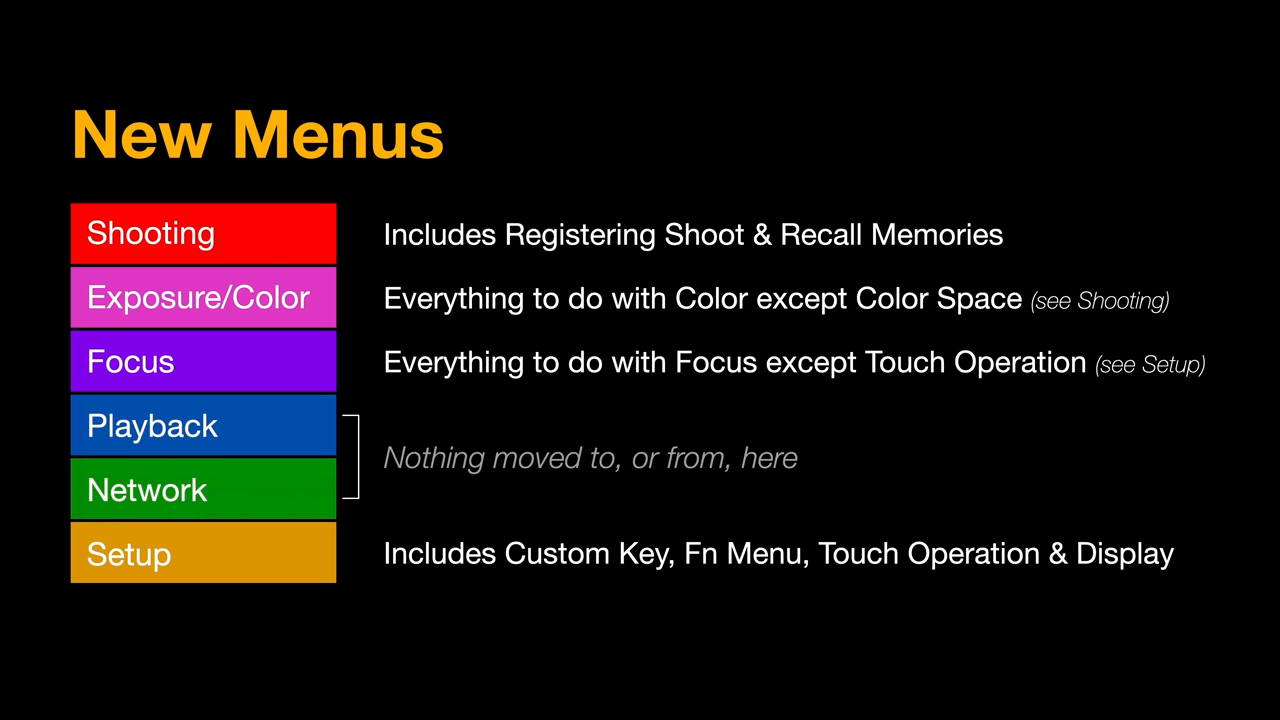 New Menus
Shooting
Includes Registering Shoot & Recall Memories
Exposure/Color
Everything to do with Color except Color Space (see Shooting)
Focus
Everything to do with Focus except Touch Operation (see Setup)
Playback
Nothing moved to, or from, here
Network
Setup
Includes Custom Key, Fn Menu, Touch Operation & Display